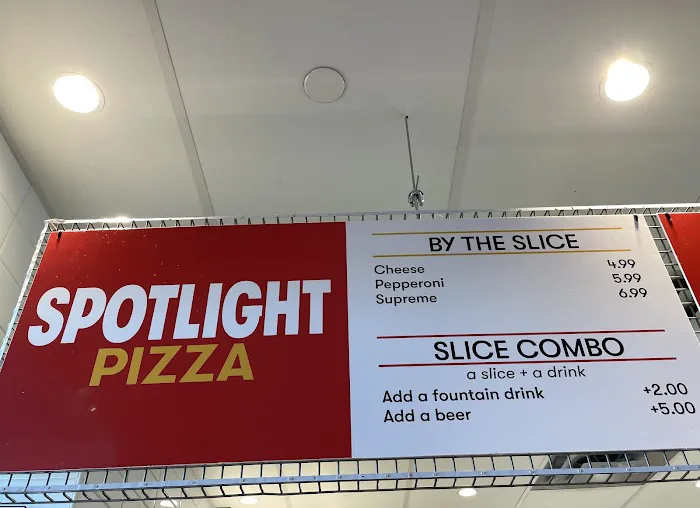 SPOTLIGHT
PIZZA
BY THE SLICE
Cheese 4.99
Pepperoni 5.99
Supreme 6.99
SLICE COMBO
a slice + a drink
Add a fountain drink +2.00
Add a beer +5.00